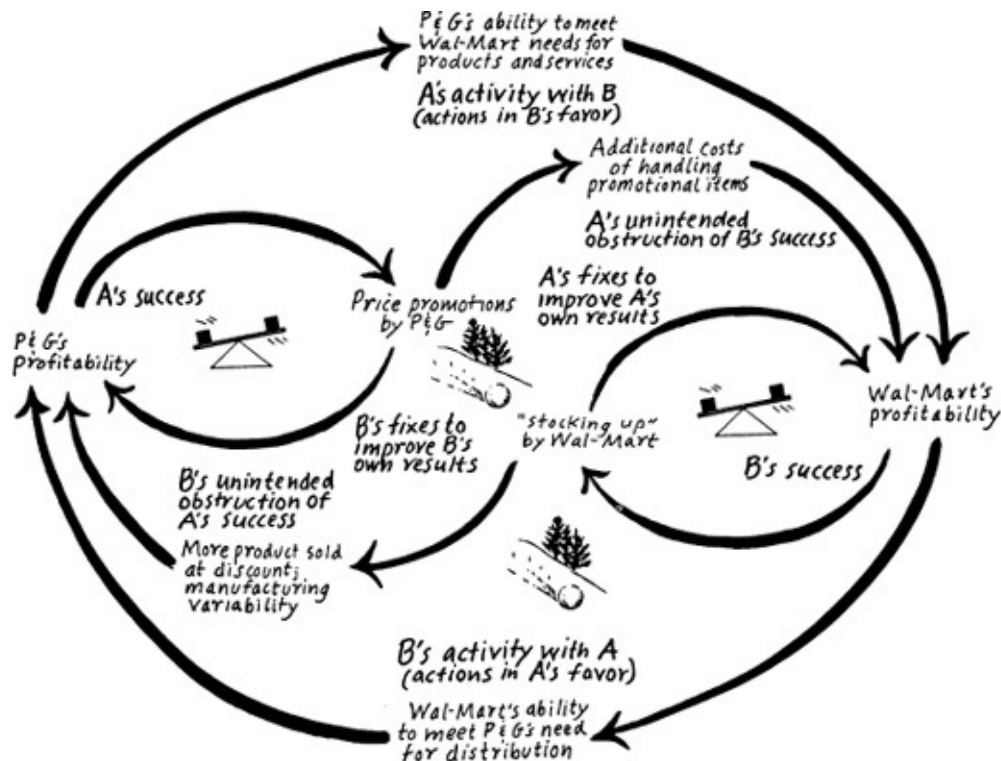 P&G's ability to meet
Wal-Mart needs for
products and services
A's activity with B
(actions in B's favor)
Additional costs
of handling
promotional items
A's unintended
obstruction of B's success
A's success
Price promotions
by P&G
A's fixes to
improve A's
own results
P&G's
profitability
Wal-Mart's
profitability
"Stocking up"
by Wal-Mart
B's fixes to
improve B's
own results
B's success
B's unintended
obstruction of
A's success
More product sold
at discount;
manufacturing
variability
B's activity with A
(actions in A's favor)
Wal-Mart's ability
to meet P&G's need
for distribution